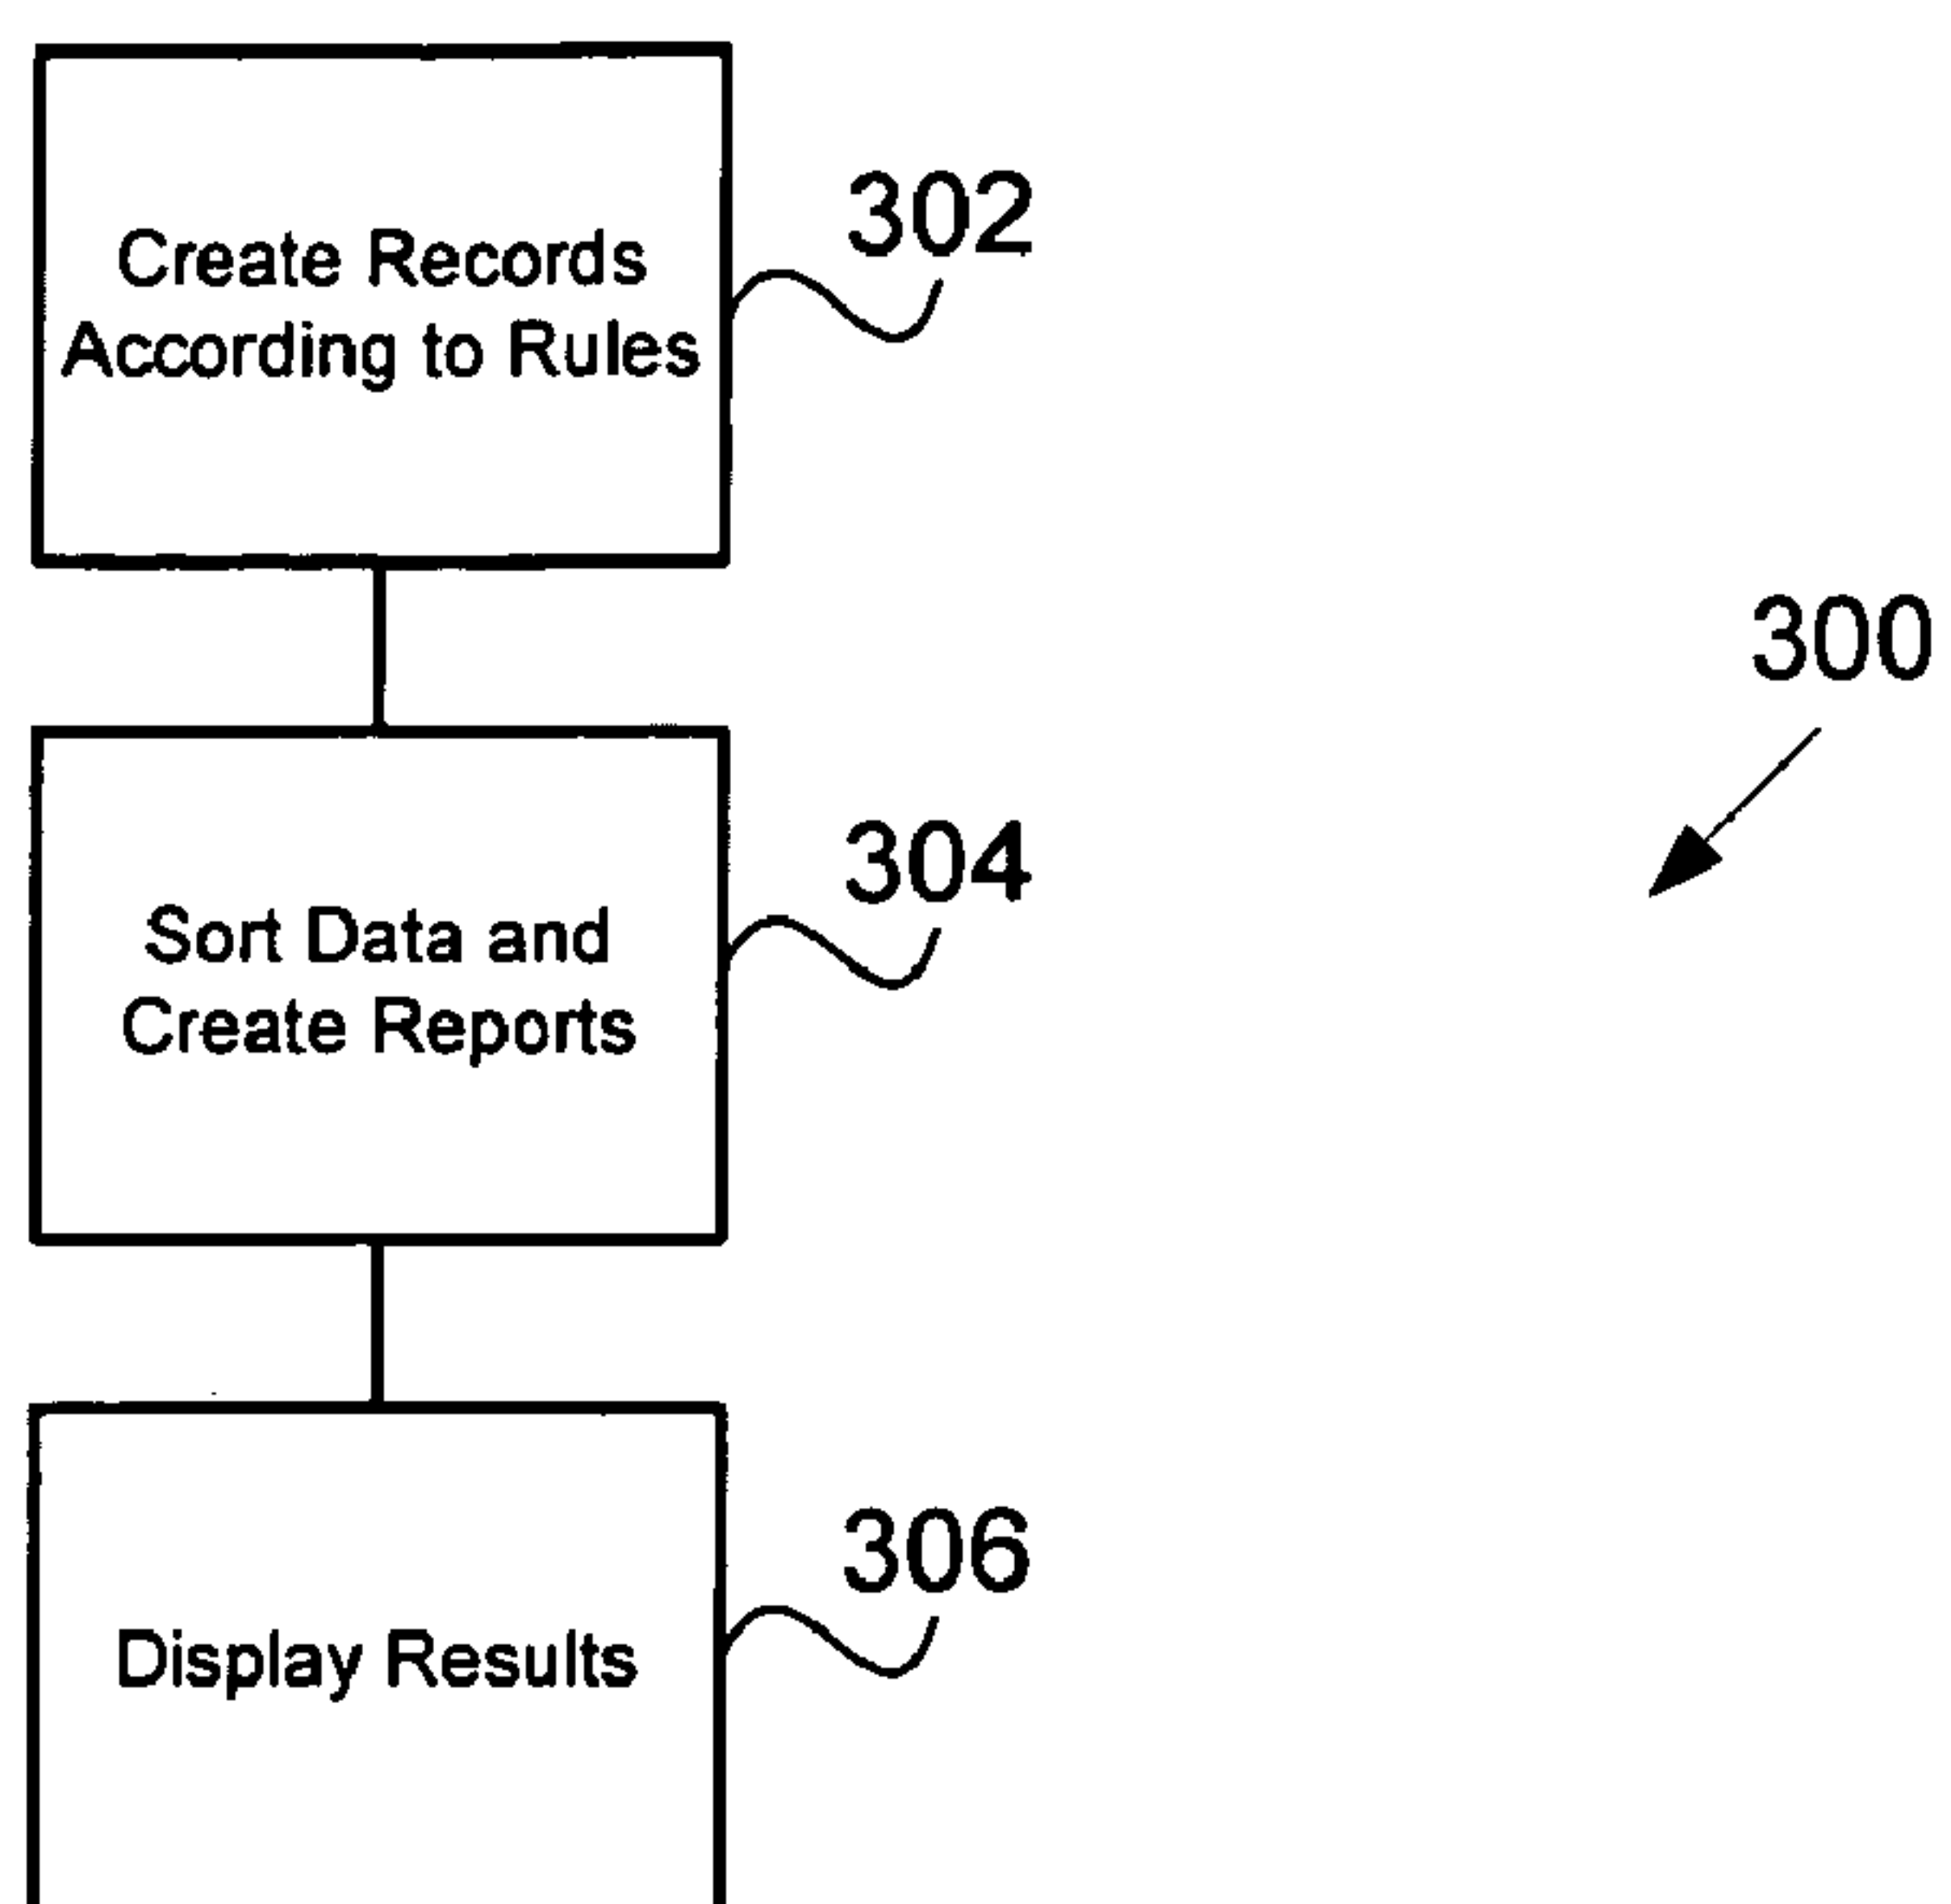 Create Records
According to Rules
302
300
Sort Data and
Create Reports
304
Display Results
306